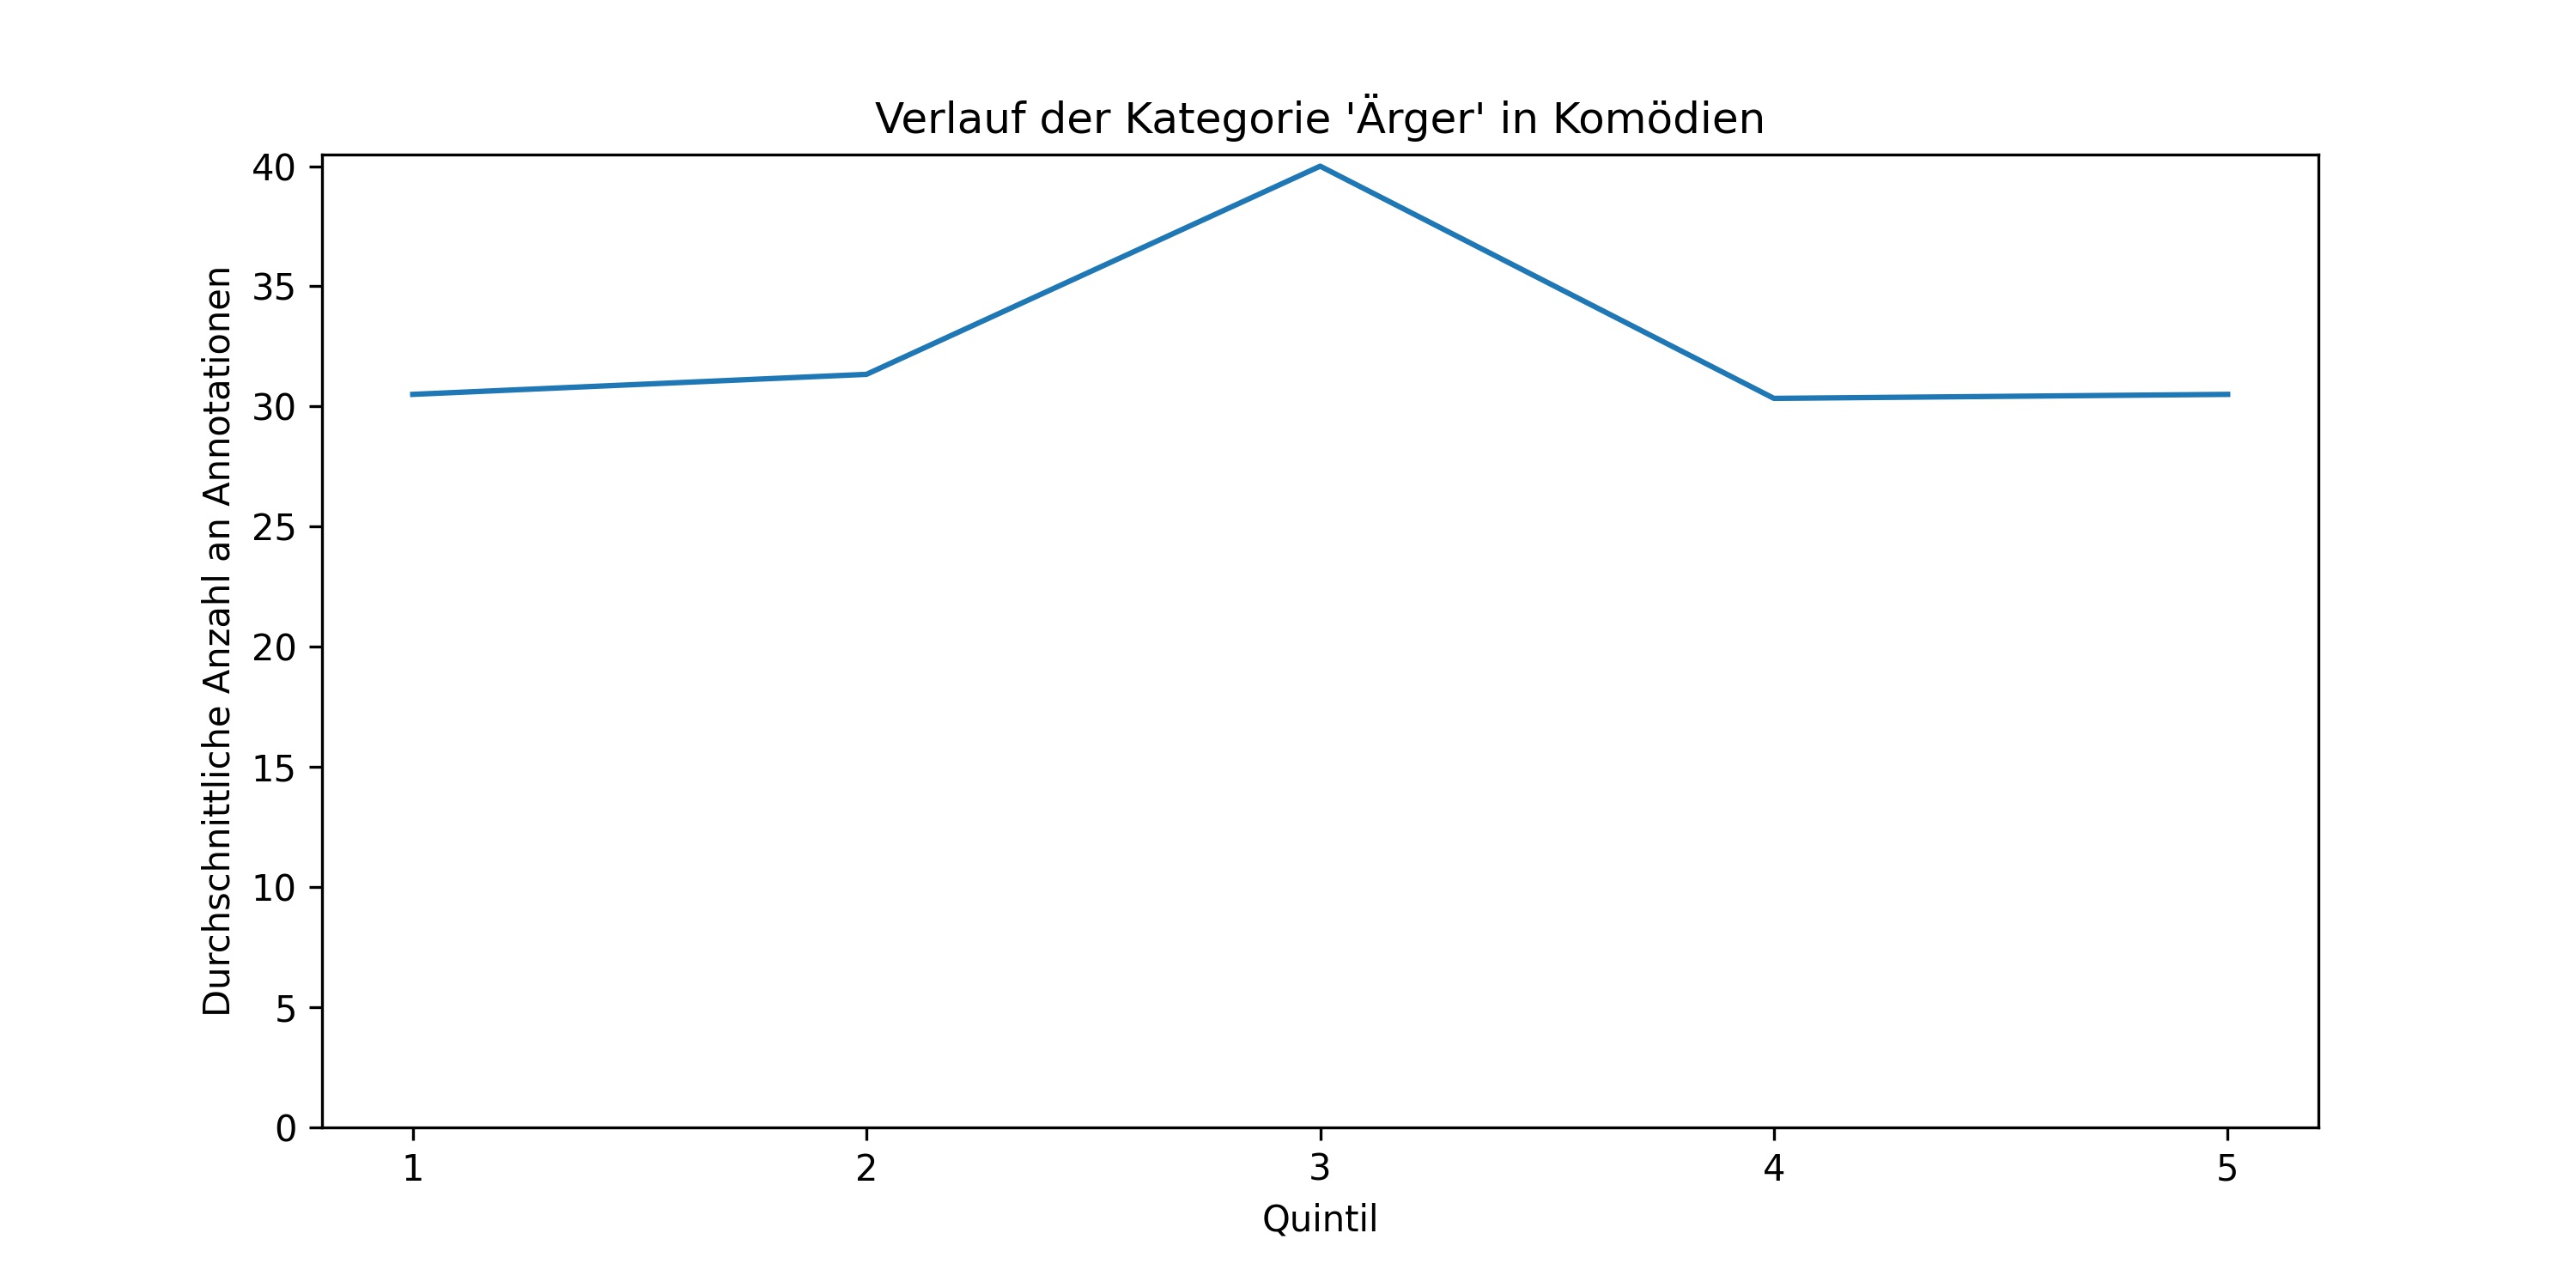 Verlauf der Kategorie 'Ärger' in Komödien
Durchschnittliche Anzahl an Annotationen
40
35
30
25
20
15
10
5
0
1 2 3 4 5
Quintil